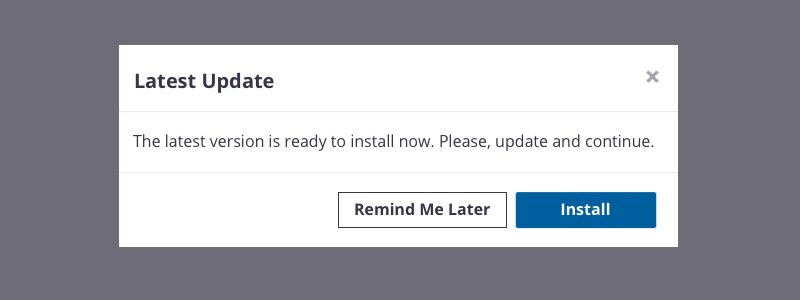 Latest Update
The latest version is ready to install now. Please, update and continue.
Remind Me Later
Install